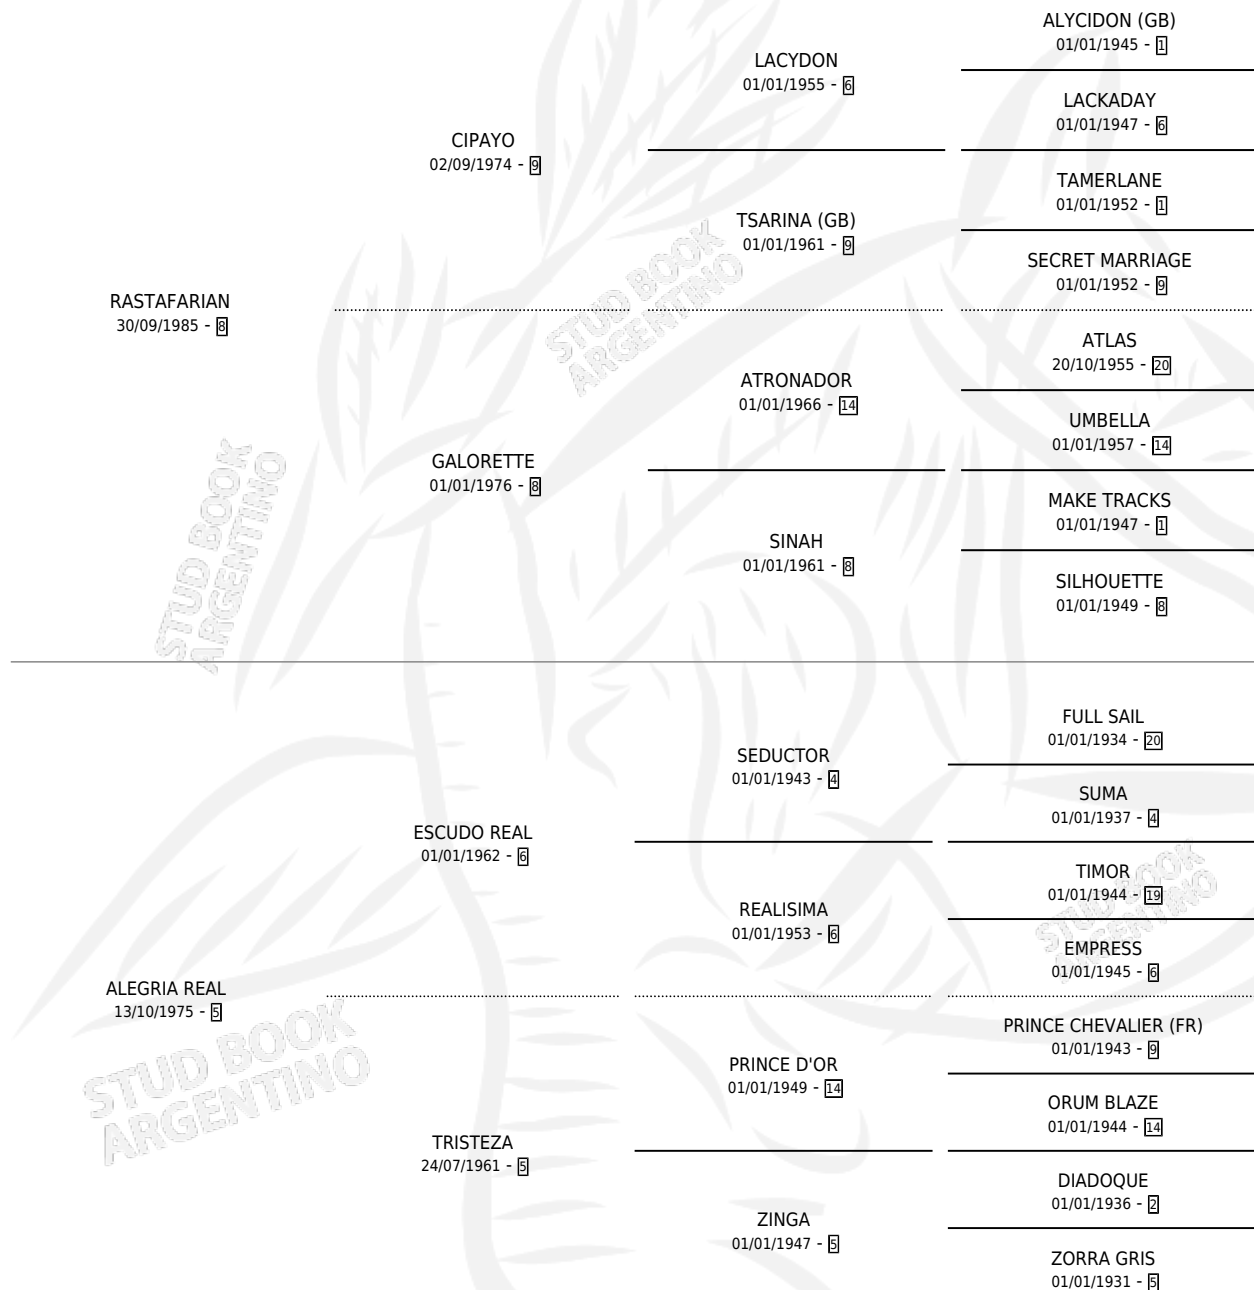 ALYCIDON (GB)
01/01/1945 - 1
LACYDON
01/01/1955 - 6
LACKADAY
01/01/1947 - 6
CIPAYO
02/09/1974 - 9
TAMERLANE
01/01/1952 - 1
TSARINA (GB)
01/01/1961 - 9
SECRET MARRIAGE
01/01/1952 - 9
RASTAFARIAN
30/09/1985 - 8
STUD BOOK
ARGENTINO
ATLAS
20/10/1955 - 20
ATRONADOR
01/01/1966 - 14
UMBELLA
01/01/1957 - 14
GALORETTE
01/01/1976 - 8
MAKE TRACKS
01/01/1947 - 1
SINAH
01/01/1961 - 8
SILHOUETTE
01/01/1949 - 8
STUD BOOK
ARGENTINO
FULL SAIL
01/01/1934 - 20
SEDUCTOR
01/01/1943 - 4
SUMA
01/01/1937 - 4
ESCUDO REAL
01/01/1962 - 6
TIMOR
01/01/1944 - 19
REALISIMA
01/01/1953 - 6
STUD BOOK
ARGENTINO
EMPRESS
01/01/1945 - 6
ALEGRIA REAL
13/10/1975 - 5
PRINCE CHEVALIER (FR)
01/01/1943 - 9
PRINCE D'OR
01/01/1949 - 14
ORUM BLAZE
01/01/1944 - 14
STUD BOOK
ARGENTINO
TRISTEZA
24/07/1961 - 5
DIADOQUE
01/01/1936 - 2
ZINGA
01/01/1947 - 5
ZORRA GRIS
01/01/1931 - 5